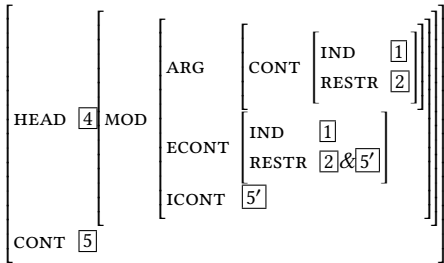 IND 1
ARG CONT
RESTR 2
HEAD 4 MOD
IND 1
ECONT
RESTR 2&5′
ICONT 5′
CONT 5